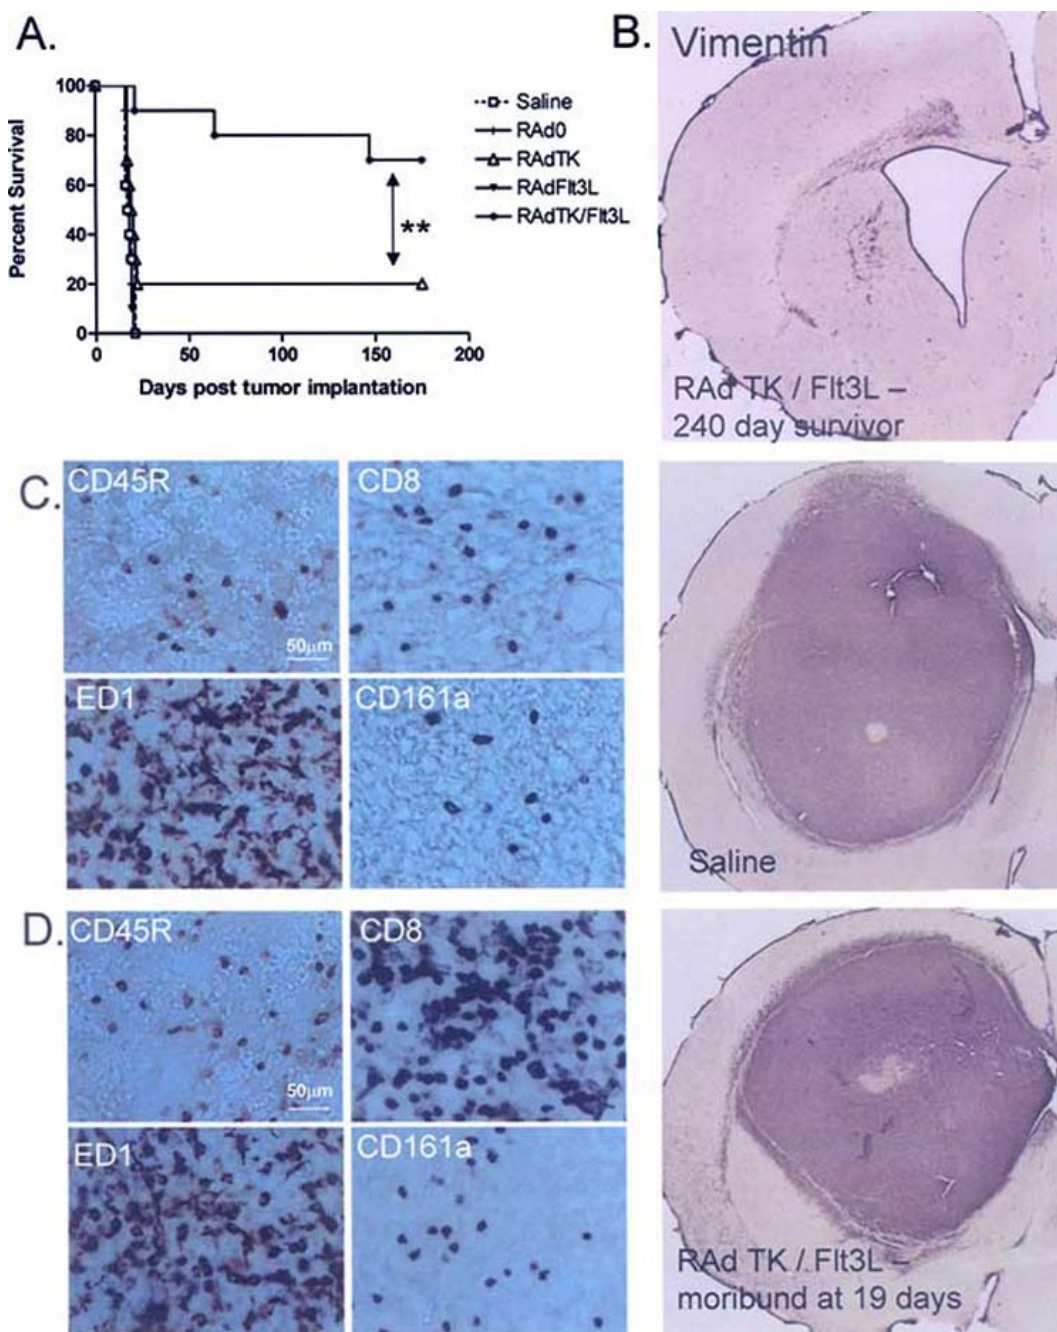 A.
Percent Survival
100
80
60
40
20
0
0 50 100 150 200
Days post tumor implantation
Saline
RAd0
RAdTK
RAdFlt3L
RAdTK/Flt3L
**
B.
Vimentin
RAd TK / Flt3L –
240 day survivor
Saline
RAd TK / Flt3L –
moribund at 19 days
C.
CD45R
50μm
CD8
ED1
CD161a
D.
CD45R
50μm
CD8
ED1
CD161a